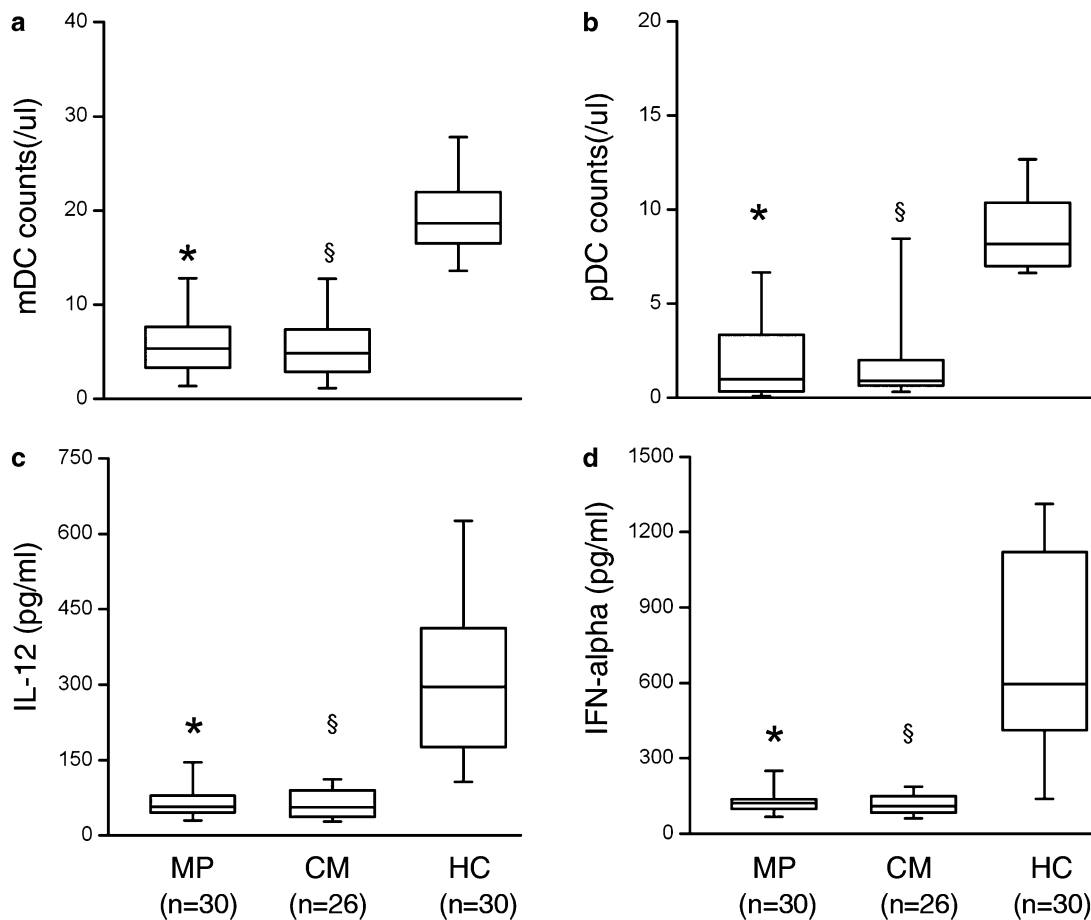 a
mDC counts(/ul)
40
30
20
10
0
*
§
b
pDC counts(/ul)
20
15
10
5
0
*
§
c
IL-12 (pg/ml)
750
600
450
300
150
0
*
§
MP
CM
HC
(n=30)
(n=26)
(n=30)
d
IFN-alpha (pg/ml)
1500
1200
900
600
300
0
*
§
MP
CM
HC
(n=30)
(n=26)
(n=30)